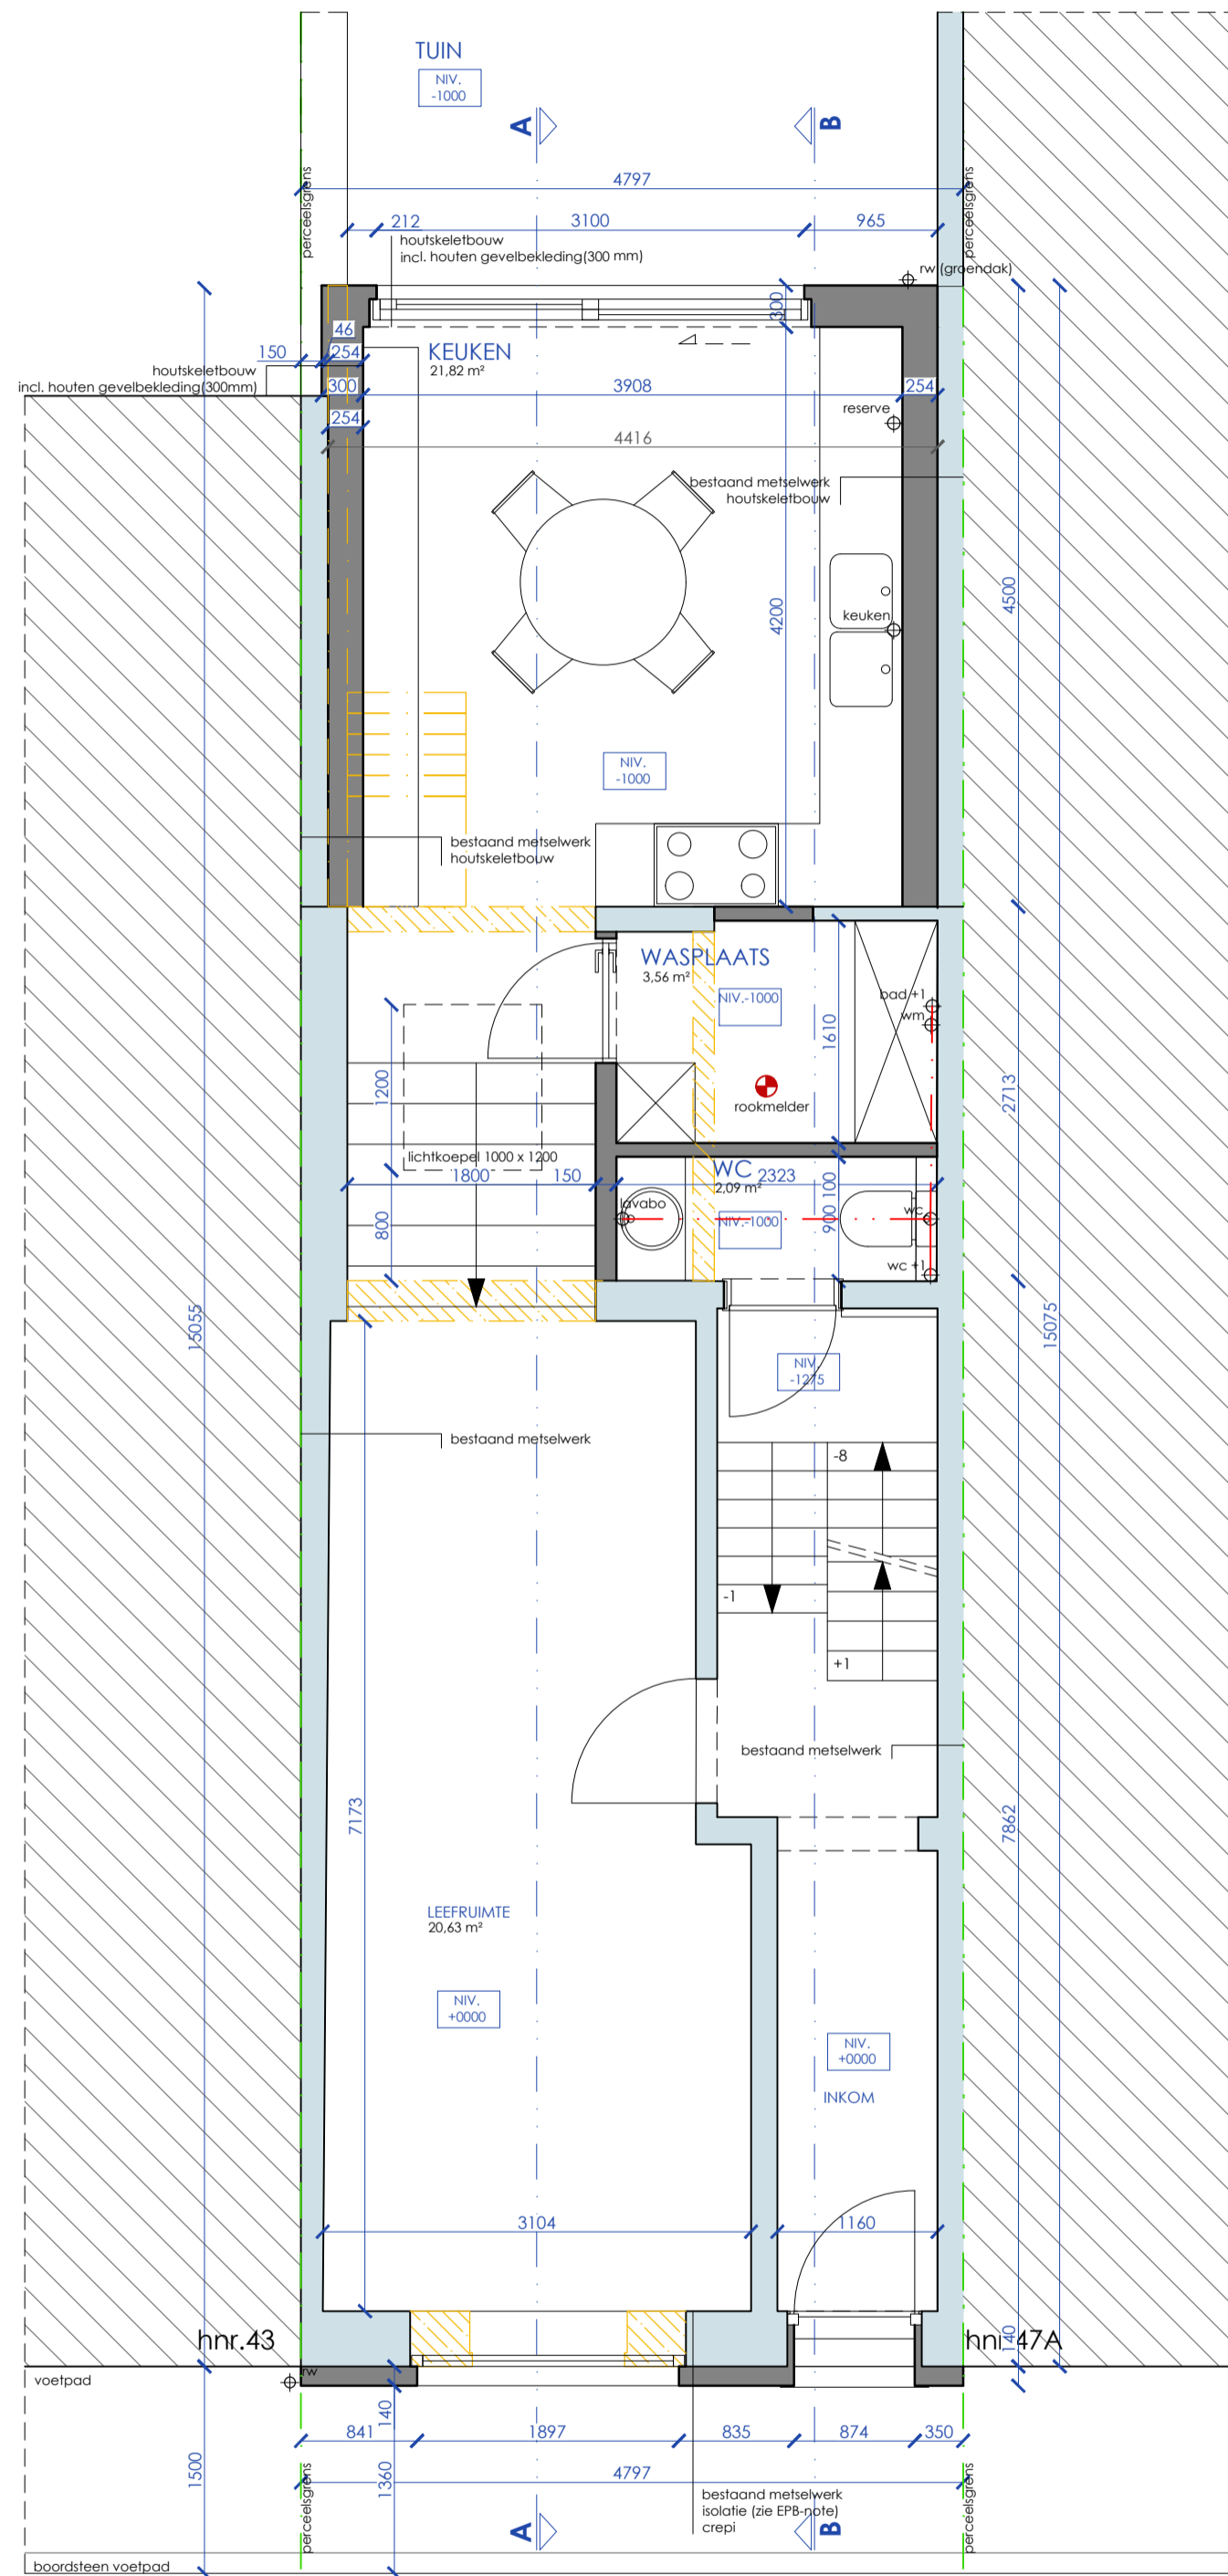 TUIN
NIV.
-1000
A
B
perceelsgrens
perceelsgrens
4797
212
3100
965
houtskeletbouw
incl. houten gevelbekleding(300 mm)
rw (groendak)
300
46
150
254
KEUKEN
21,82 m²
houtskeletbouw
incl. houten gevelbekleding(300mm)
300
3908
254
254
reserve
4416
bestaand metselwerk
houtskeletbouw
4200
4500
keuken
NIV.
-1000
bestaand metselwerk
houtskeletbouw
WASPLAATS
3,56 m²
NIV.-1000
bad +1
wm
1610
1200
2713
rookmelder
lichtkoepel 1000 x 1200
1800
150
WC
2,09 m²
2323
100
lavabo
NIV.-1000
900
wc
800
wc +1
15055
15075
NIV.
-1275
bestaand metselwerk
-8
-1
+1
bestaand metselwerk
7173
7862
LEEFRUIMTE
20,63 m²
NIV.
+0000
NIV.
+0000
INKOM
3104
1160
hnr.43
hnr.47A
140
voetpad
rw
140
841
1897
835
874
350
1500
1360
4797
perceelsgrens
perceelsgrens
bestaand metselwerk
isolatie (zie EPB-note)
crepi
A
B
boordsteen voetpad